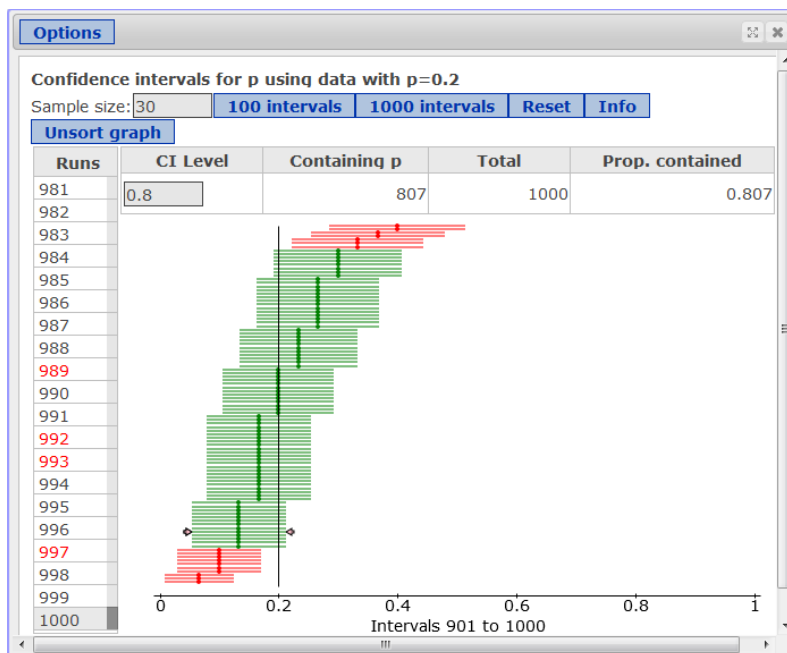 Options
Confidence intervals for p using data with p=0.2
Sample size: 30 100 intervals 1000 intervals Reset Info
Unsort graph
Runs CI Level Containing p Total Prop. contained
981
0.8 807 1000 0.807
982
983
984
985
986
987
988
989
990
991
992
993
994
995
996
997
998
999
1000
0 0.2 0.4 0.6 0.8 1
Intervals 901 to 1000